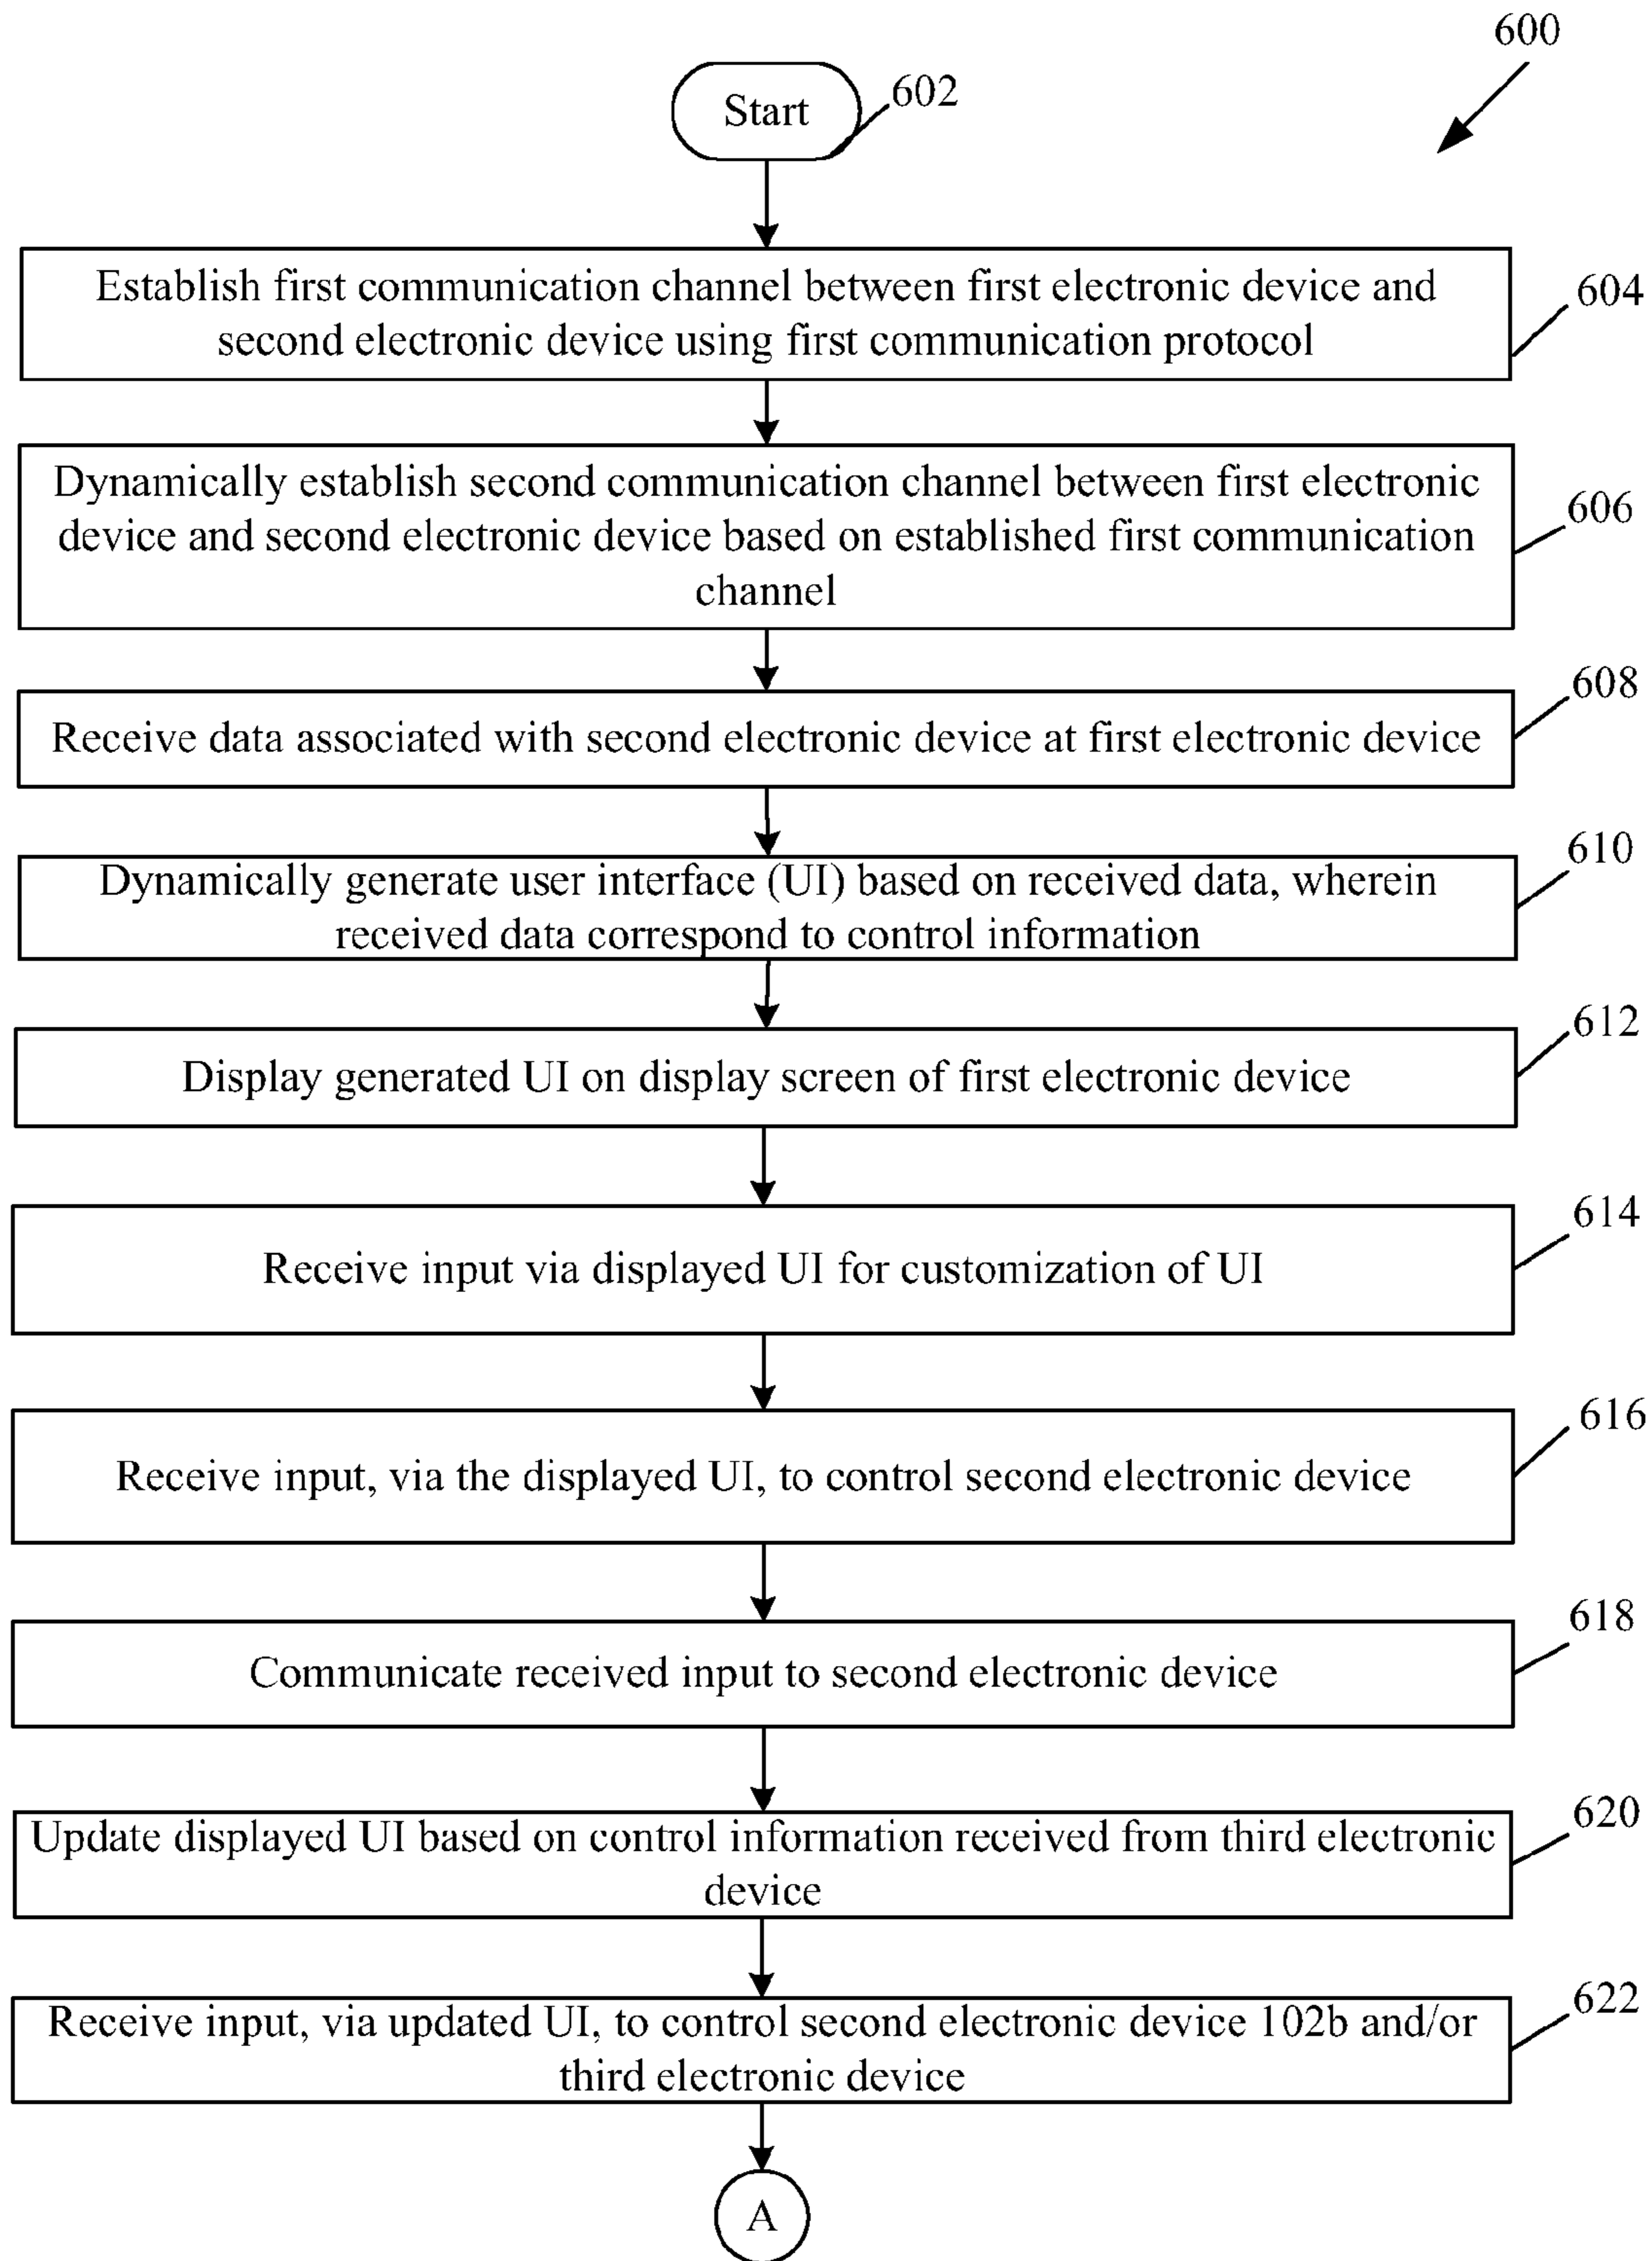 600
Start
602
Establish first communication channel between first electronic device and
second electronic device using first communication protocol
604
Dynamically establish second communication channel between first electronic
device and second electronic device based on established first communication
channel
606
Receive data associated with second electronic device at first electronic device
608
Dynamically generate user interface (UI) based on received data, wherein
received data correspond to control information
610
Display generated UI on display screen of first electronic device
612
Receive input via displayed UI for customization of UI
614
Receive input, via the displayed UI, to control second electronic device
616
Communicate received input to second electronic device
618
Update displayed UI based on control information received from third electronic
device
620
Receive input, via updated UI, to control second electronic device 102b and/or
third electronic device
622
A